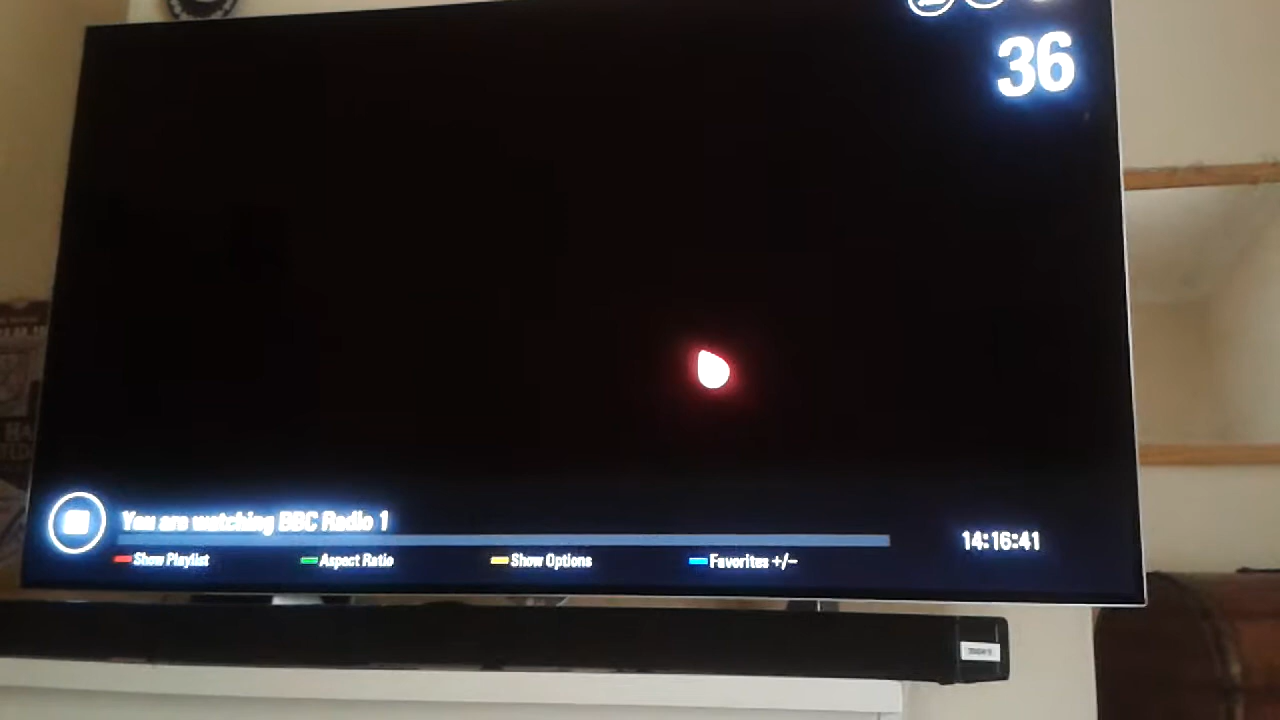 36
You are watching BBC Radio 1
14:16:41
Show Playlist
Aspect Ratio
Show Options
Favorites +/-